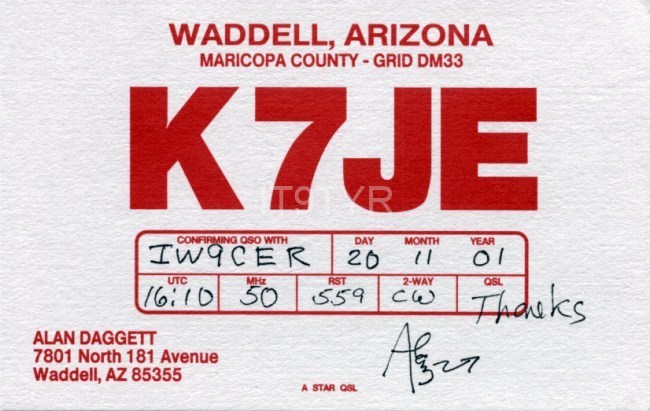 WADDELL, ARIZONA
MARICOPA COUNTY - GRID DM33
K7JE
IT9TYR
CONFIRMING QSO WITH DAY MONTH YEAR
IW9CER 20 11 01
UTC MHz RST 2-WAY QSL
16:10 50 559 CW Thanks
ALAN DAGGETT
7801 North 181 Avenue
Waddell, AZ 85355
A STAR QSL